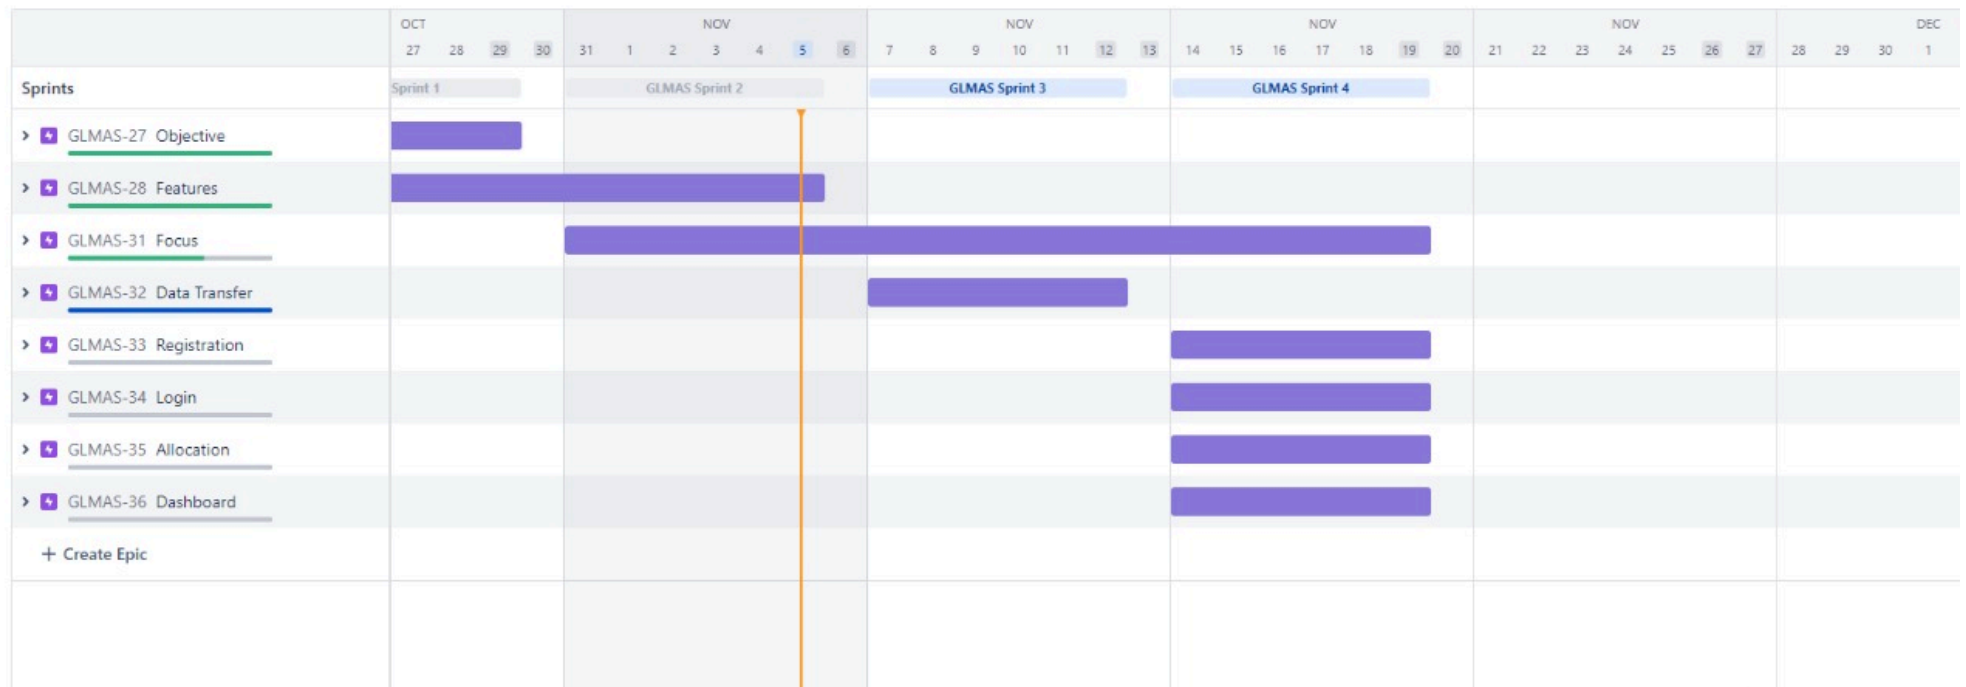 OCT NOV NOV NOV NOV DEC
27 28 29 30 31 1 2 3 4 5 6 7 8 9 10 11 12 13 14 15 16 17 18 19 20 21 22 23 24 25 26 27 28 29 30 1
Sprints Sprint 1 GLMAS Sprint 2 GLMAS Sprint 3 GLMAS Sprint 4
GLMAS-27 Objective
GLMAS-28 Features
GLMAS-31 Focus
GLMAS-32 Data Transfer
GLMAS-33 Registration
GLMAS-34 Login
GLMAS-35 Allocation
GLMAS-36 Dashboard
+ Create Epic